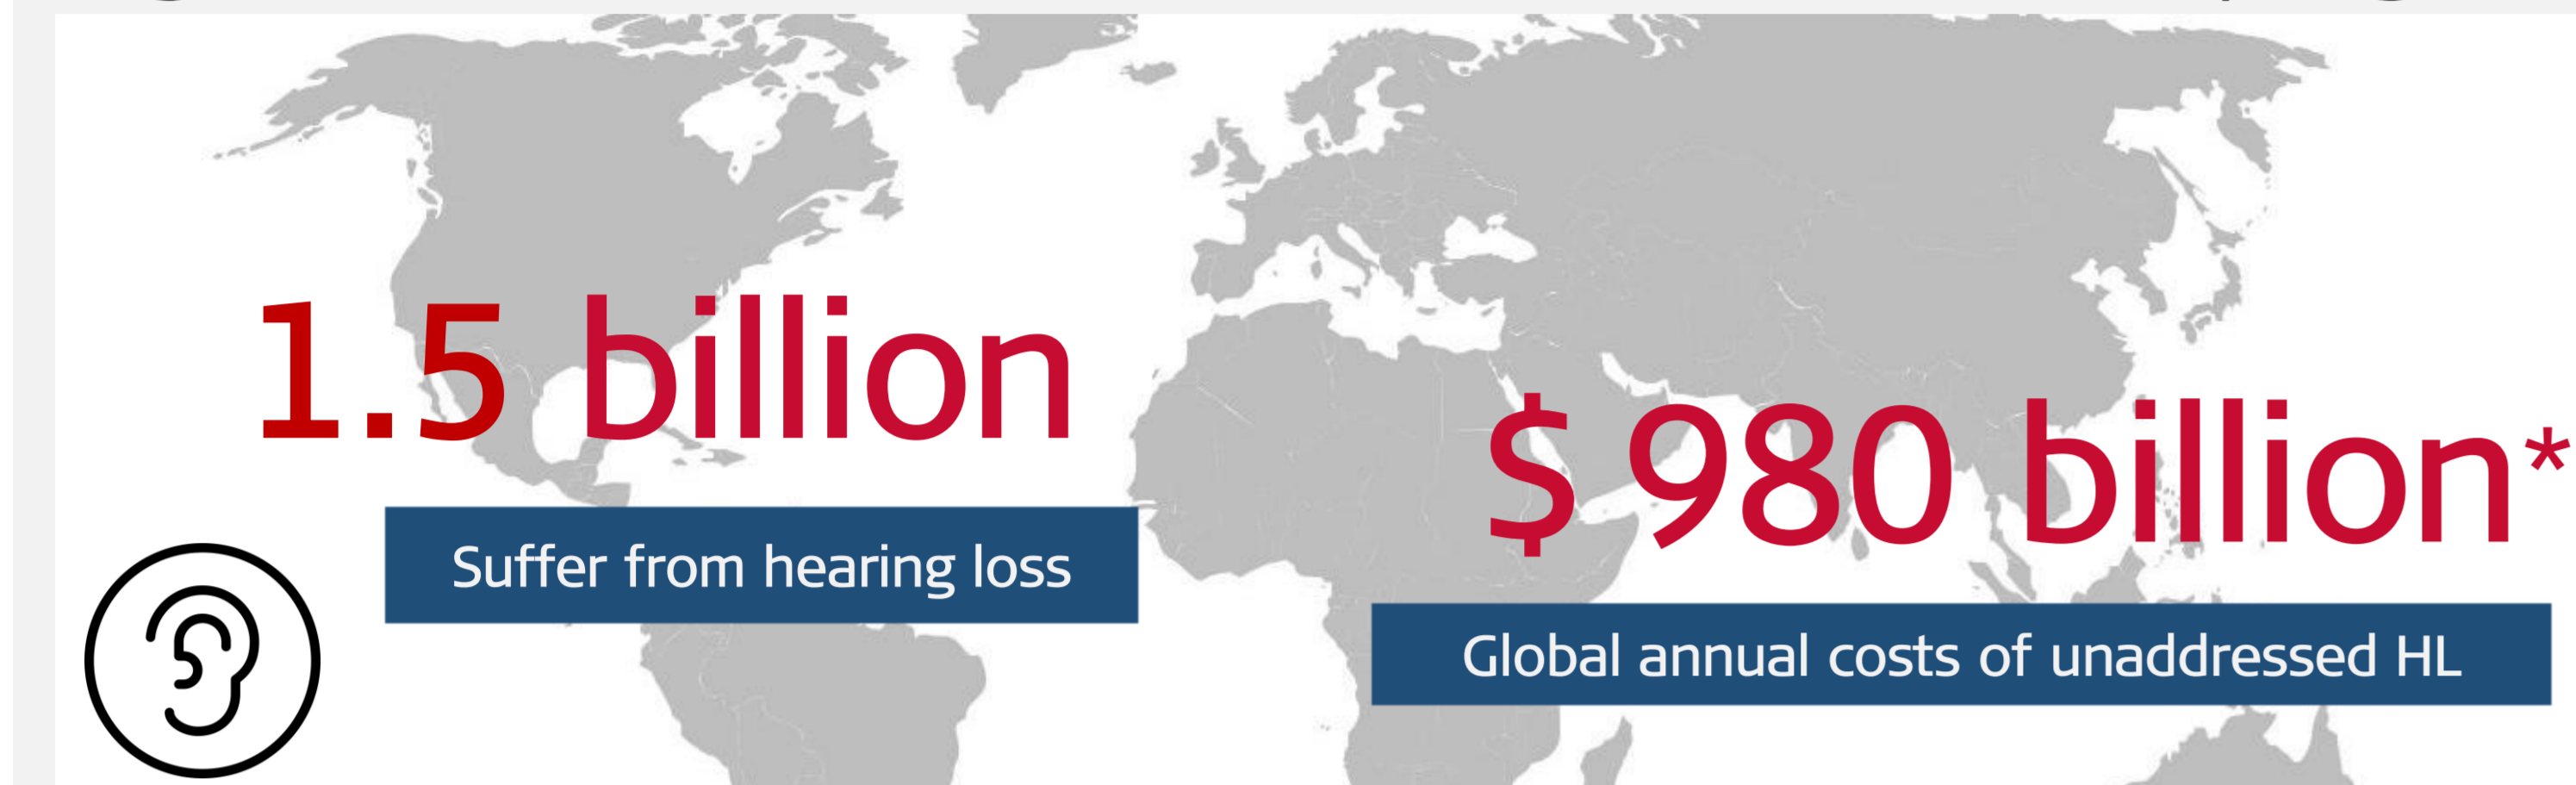 1.5 billion
Suffer from hearing loss
$ 980 billion*
Global annual costs of unaddressed HL